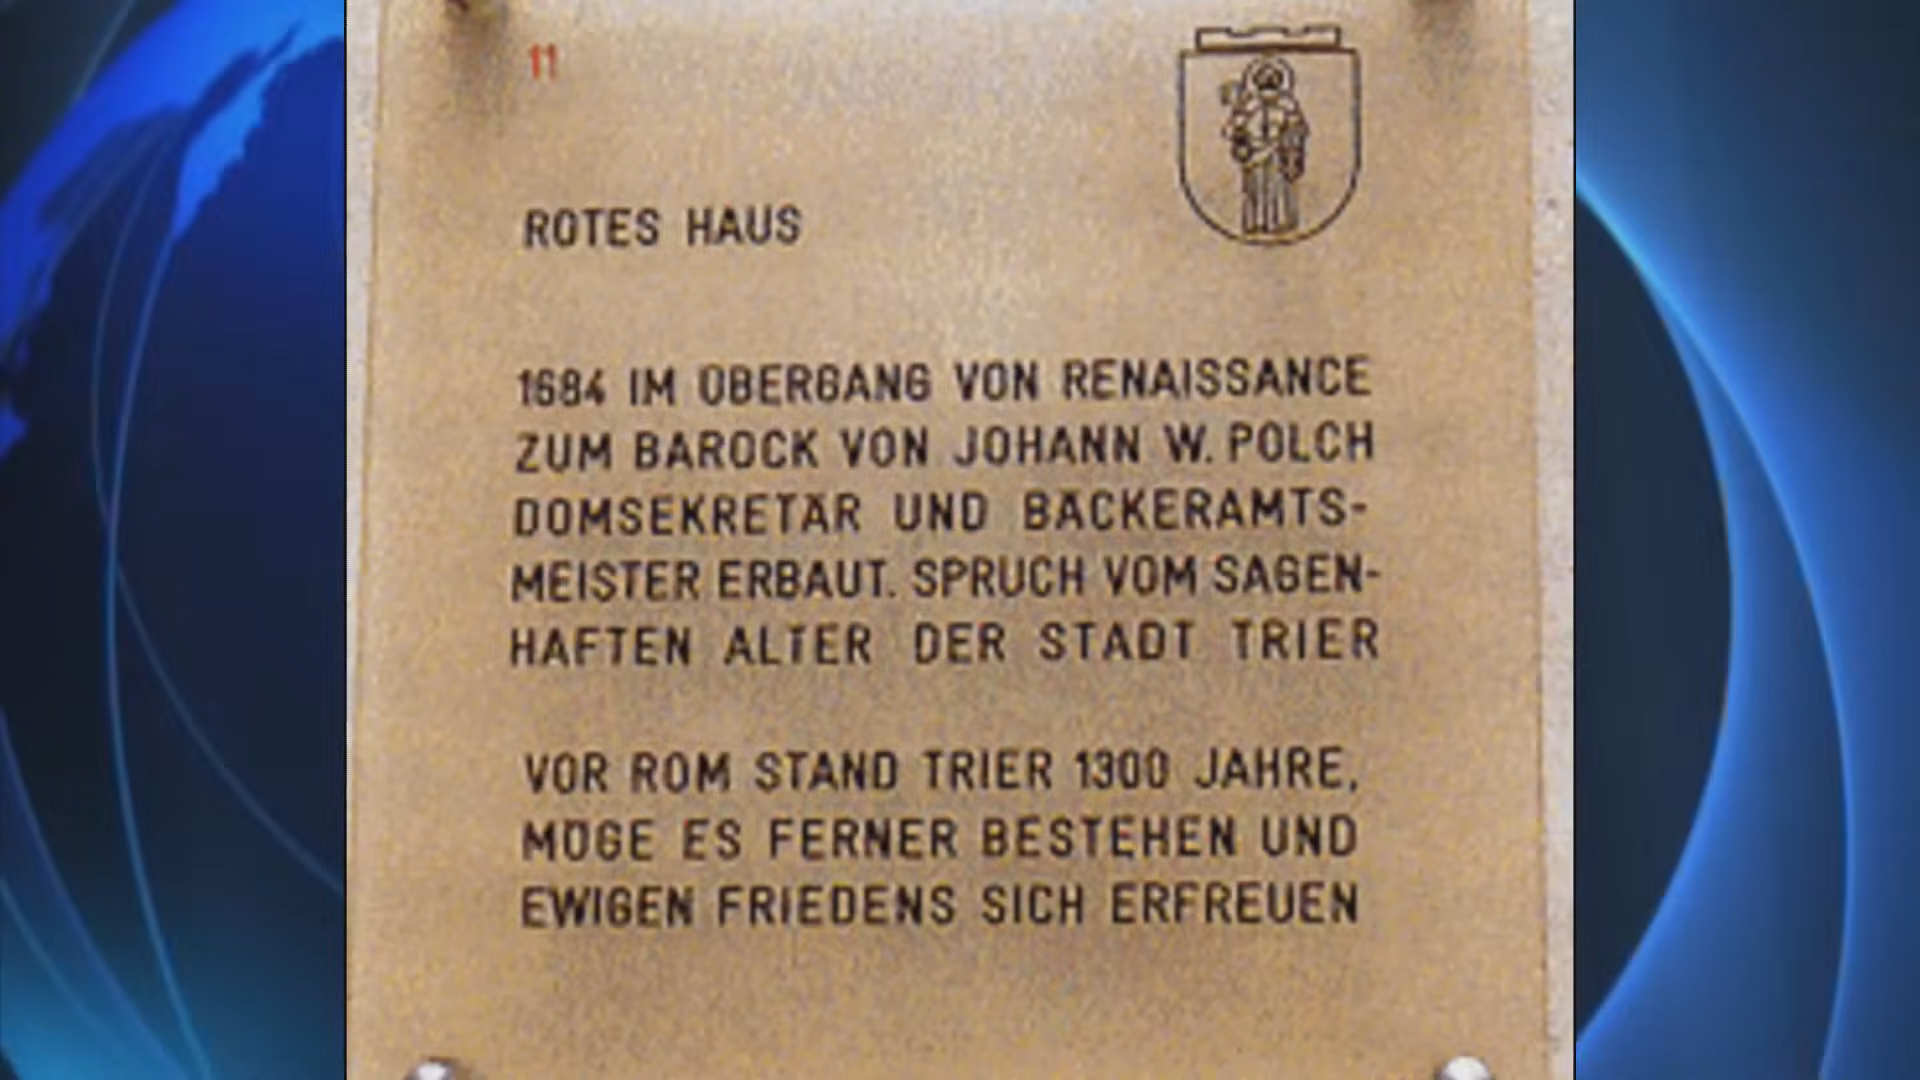 11
ROTES HAUS
1684 IM ÜBERGANG VON RENAISSANCE
ZUM BAROCK VON JOHANN W. POLCH
DOMSEKRETÄR UND BÄCKERAMTS-
MEISTER ERBAUT. SPRUCH VOM SAGEN-
HAFTEN ALTER DER STADT TRIER
VOR ROM STAND TRIER 1300 JAHRE,
MÖGE ES FERNER BESTEHEN UND
EWIGEN FRIEDENS SICH ERFREUEN